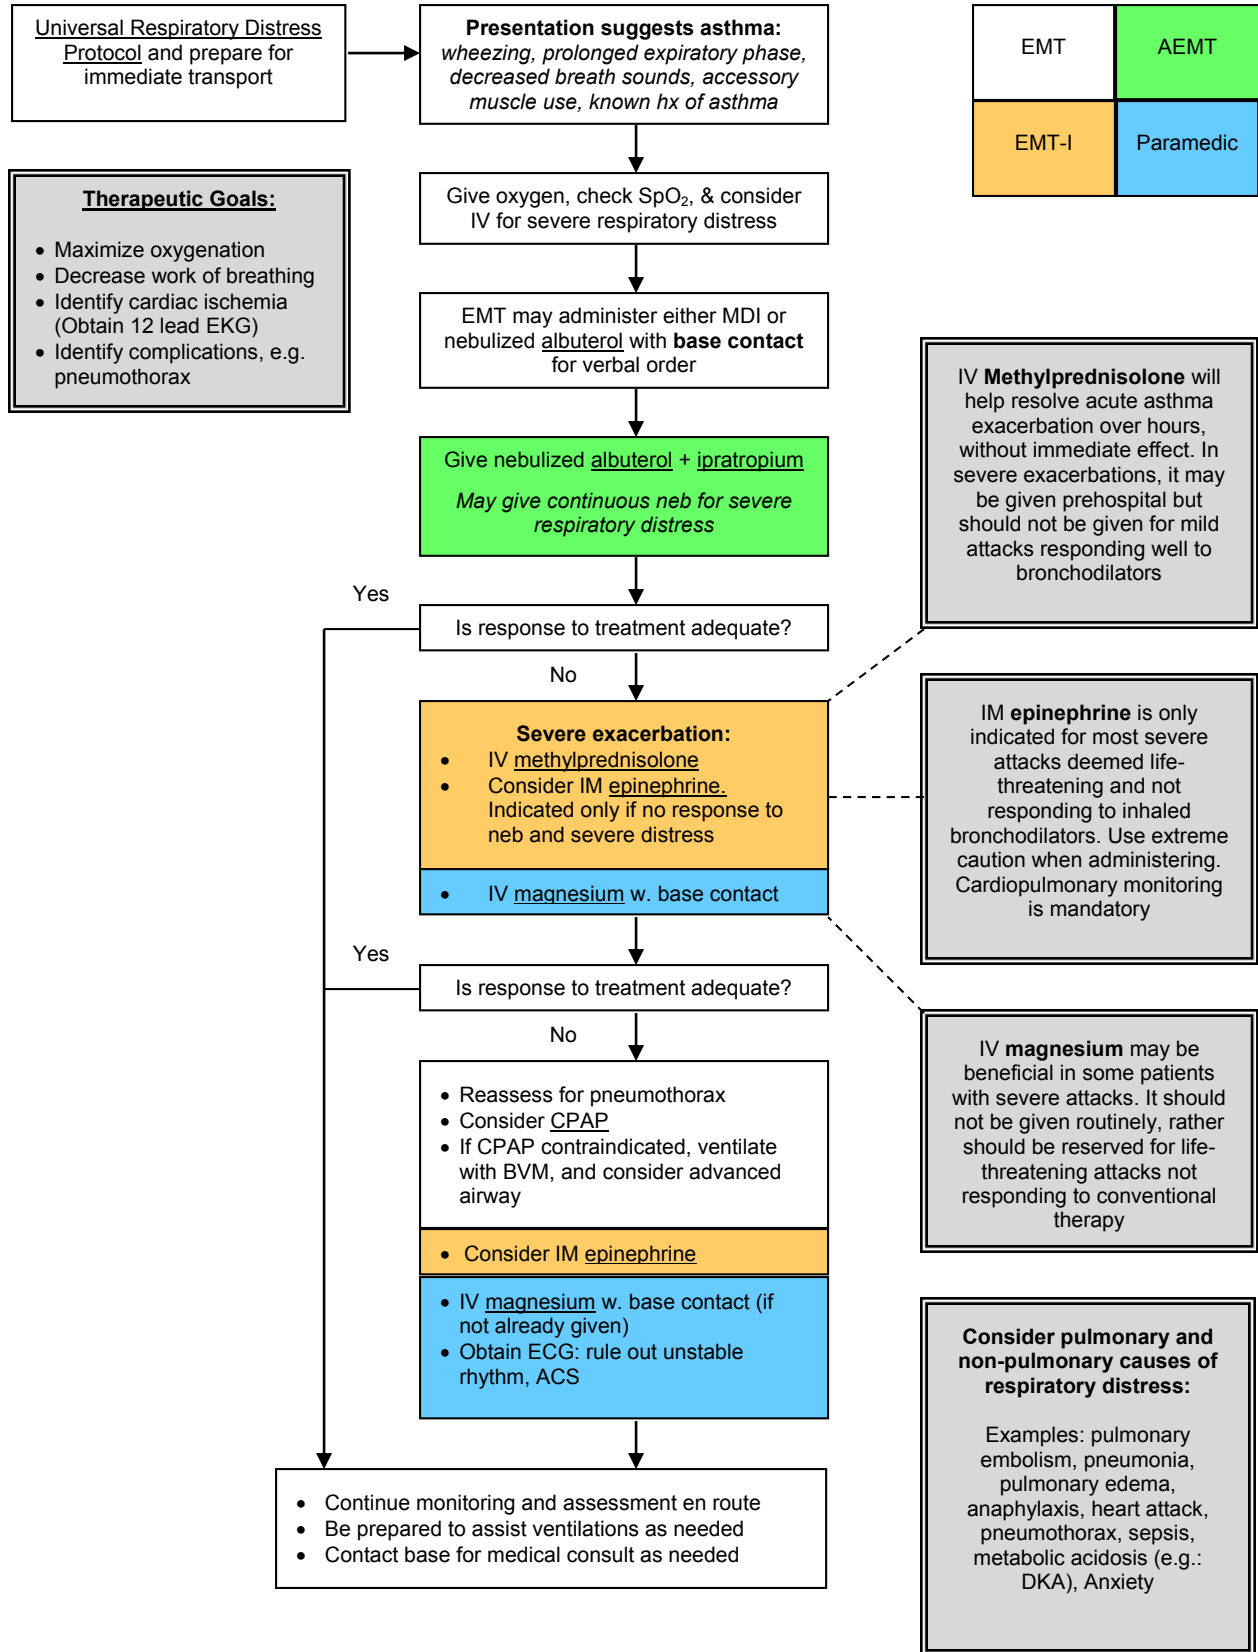 Universal Respiratory Distress
Protocol and prepare for
immediate transport
Presentation suggests asthma:
wheezing, prolonged expiratory phase,
decreased breath sounds, accessory
muscle use, known hx of asthma
EMT
AEMT
EMT-I
Paramedic
Therapeutic Goals:
• Maximize oxygenation
• Decrease work of breathing
• Identify cardiac ischemia
(Obtain 12 lead EKG)
• Identify complications, e.g.
pneumothorax
Give oxygen, check SpO₂, & consider
IV for severe respiratory distress
EMT may administer either MDI or
nebulized albuterol with base contact
for verbal order
Give nebulized albuterol + ipratropium
May give continuous neb for severe
respiratory distress
Yes
Is response to treatment adequate?
No
Severe exacerbation:
• IV methylprednisolone
• Consider IM epinephrine.
Indicated only if no response to
neb and severe distress
• IV magnesium w. base contact
Yes
Is response to treatment adequate?
No
• Reassess for pneumothorax
• Consider CPAP
• If CPAP contraindicated, ventilate
with BVM, and consider advanced
airway
• Consider IM epinephrine
• IV magnesium w. base contact (if
not already given)
• Obtain ECG: rule out unstable
rhythm, ACS
• Continue monitoring and assessment en route
• Be prepared to assist ventilations as needed
• Contact base for medical consult as needed
IV Methylprednisolone will
help resolve acute asthma
exacerbation over hours,
without immediate effect. In
severe exacerbations, it may
be given prehospital but
should not be given for mild
attacks responding well to
bronchodilators
IM epinephrine is only
indicated for most severe
attacks deemed life-
threatening and not
responding to inhaled
bronchodilators. Use extreme
caution when administering.
Cardiopulmonary monitoring
is mandatory
IV magnesium may be
beneficial in some patients
with severe attacks. It should
not be given routinely, rather
should be reserved for life-
threatening attacks not
responding to conventional
therapy
Consider pulmonary and
non-pulmonary causes of
respiratory distress:
Examples: pulmonary
embolism, pneumonia,
pulmonary edema,
anaphylaxis, heart attack,
pneumothorax, sepsis,
metabolic acidosis (e.g.:
DKA), Anxiety